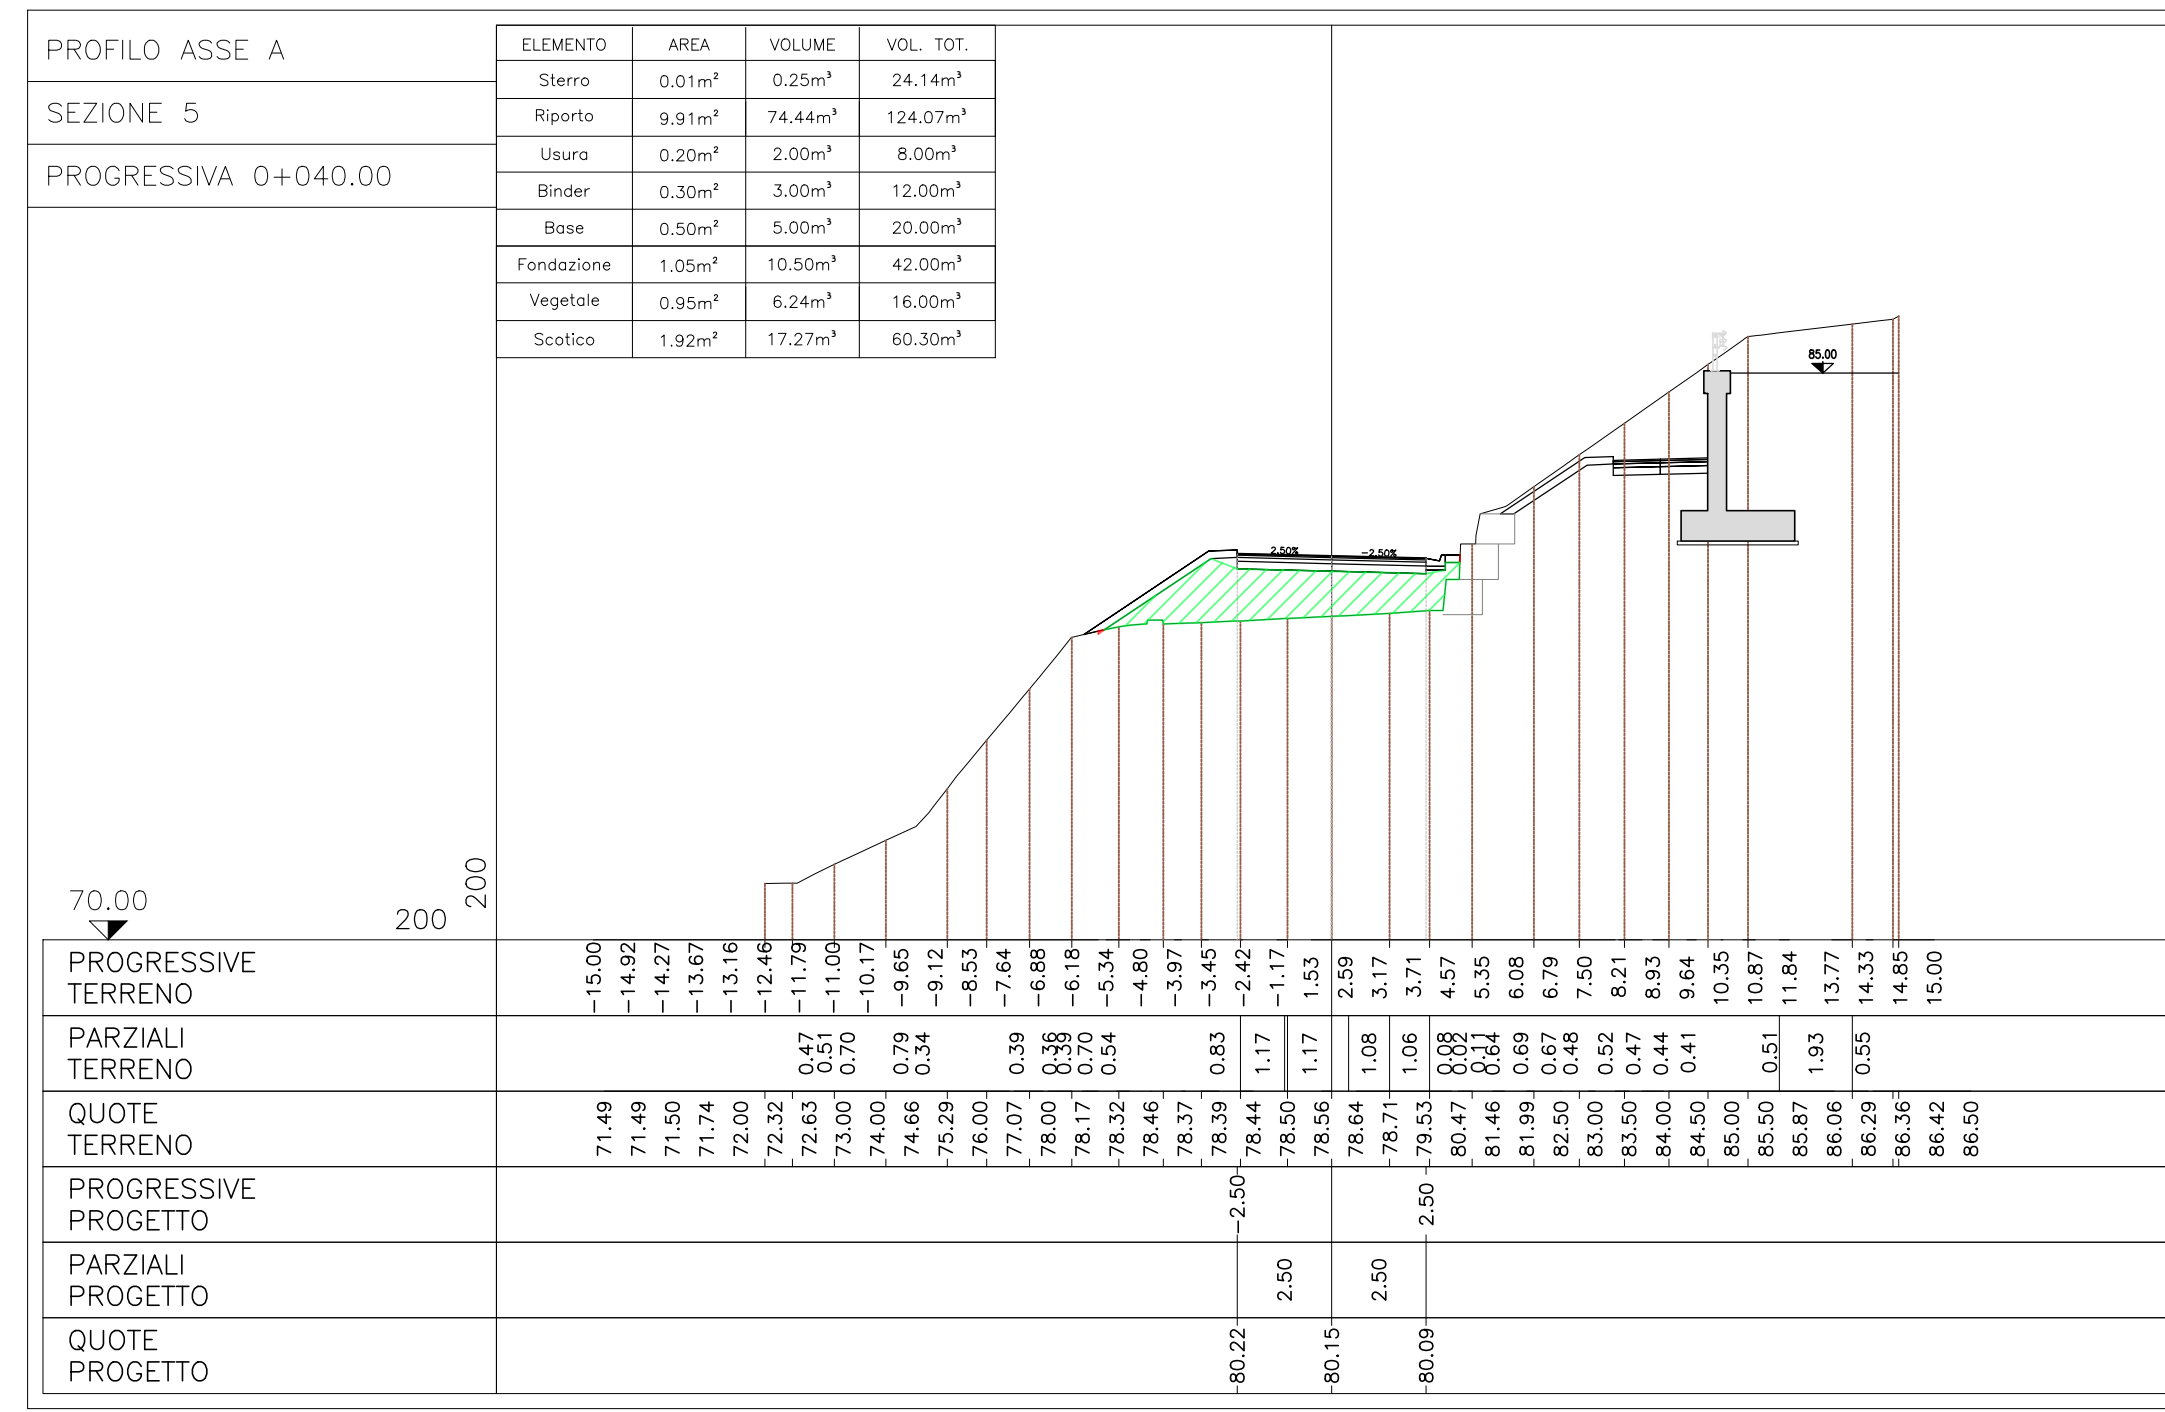 PROFILO ASSE A
SEZIONE 5
PROGRESSIVA 0+040.00
ELEMENTO AREA VOLUME VOL. TOT.
Sterro 0.01m² 0.25m³ 24.14m³
Riporto 9.91m² 74.44m³ 124.07m³
Usura 0.20m² 2.00m³ 8.00m³
Binder 0.30m² 3.00m³ 12.00m³
Base 0.50m² 5.00m³ 20.00m³
Fondazione 1.05m² 10.50m³ 42.00m³
Vegetale 0.95m² 6.24m³ 16.00m³
Scotico 1.92m² 17.27m³ 60.30m³
85.00
2.50% -2.50%
70.00
200
200
PROGRESSIVE
TERRENO
-15.00 -14.92 -14.27 -13.67 -13.16 -12.46 -11.79 -11.00 -10.17 -9.65 -9.12 -8.53 -7.64 -6.88 -6.18 -5.34 -4.80 -3.97 -3.45 -2.42 -1.17 1.53 2.59 3.17 3.71 4.57 5.35 6.08 6.79 7.50 8.21 8.93 9.64 10.35 10.87 11.84 13.77 14.33 14.85 15.00
PARZIALI
TERRENO
0.47 0.51 0.70 0.79 0.34 0.39 0.36 0.39 0.70 0.54 0.83 1.17 1.17 1.08 1.06 0.08 0.02 0.11 0.64 0.69 0.67 0.48 0.52 0.47 0.44 0.41 0.51 1.93 0.55
QUOTE
TERRENO
71.49 71.49 71.50 71.74 72.00 72.32 72.63 73.00 74.00 74.66 75.29 76.00 77.07 78.00 78.17 78.32 78.46 78.37 78.39 78.44 78.50 78.56 78.64 78.71 79.53 80.47 81.46 81.99 82.50 83.00 83.50 84.00 84.50 85.00 85.50 85.87 86.06 86.29 86.36 86.42 86.50
PROGRESSIVE
PROGETTO
-2.50 2.50
PARZIALI
PROGETTO
2.50 2.50
QUOTE
PROGETTO
80.22 80.15 80.09